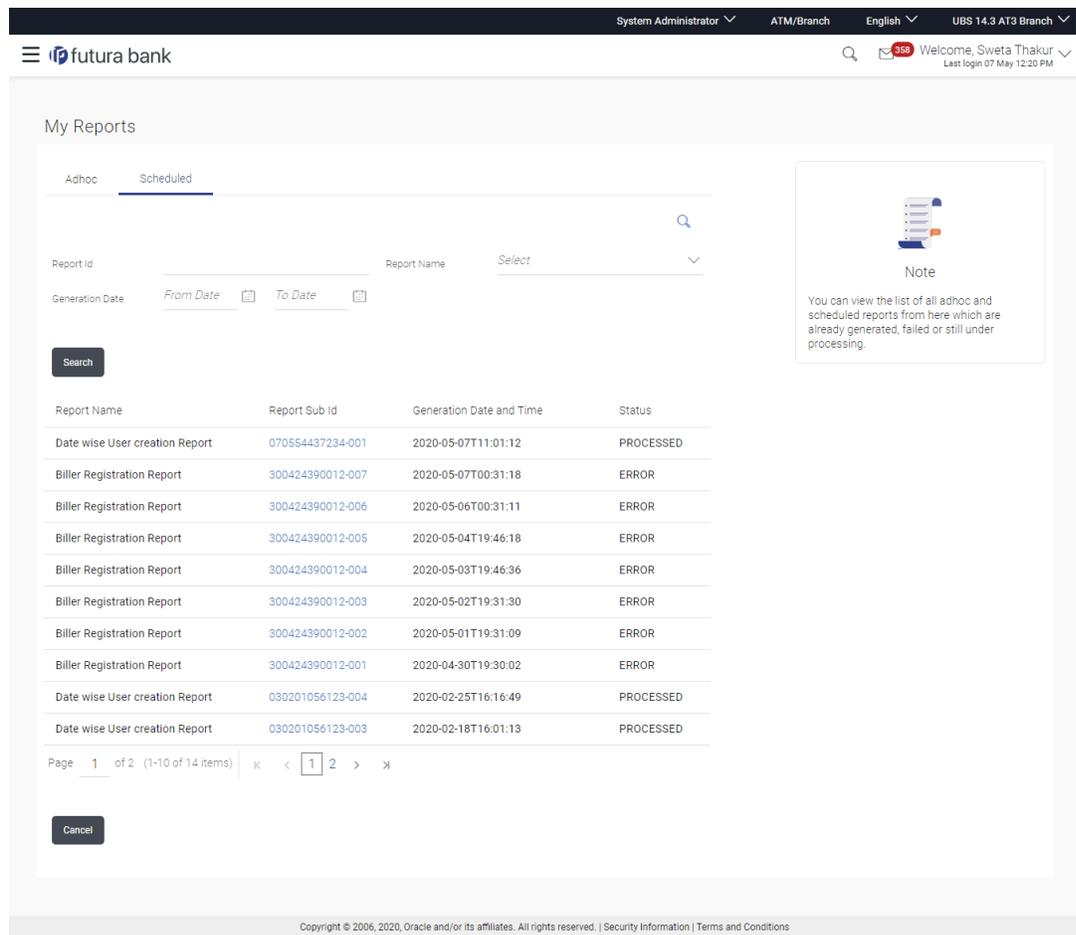 System Administrator ATM/Branch English UBS 14.3 AT3 Branch
futura bank 358 Welcome, Sweta Thakur
Last login 07 May 12:20 PM
My Reports
Adhoc Scheduled
Report Id Report Name Select
Generation Date From Date To Date
Search
Note
You can view the list of all adhoc and
scheduled reports from here which are
already generated, failed or still under
processing.
Report Name Report Sub Id Generation Date and Time Status
Date wise User creation Report 070554437234-001 2020-05-07T11:01:12 PROCESSED
Biller Registration Report 300424390012-007 2020-05-07T00:31:18 ERROR
Biller Registration Report 300424390012-006 2020-05-06T00:31:11 ERROR
Biller Registration Report 300424390012-005 2020-05-04T19:46:18 ERROR
Biller Registration Report 300424390012-004 2020-05-03T19:46:36 ERROR
Biller Registration Report 300424390012-003 2020-05-02T19:31:30 ERROR
Biller Registration Report 300424390012-002 2020-05-01T19:31:09 ERROR
Biller Registration Report 300424390012-001 2020-04-30T19:30:02 ERROR
Date wise User creation Report 030201056123-004 2020-02-25T16:16:49 PROCESSED
Date wise User creation Report 030201056123-003 2020-02-18T16:01:13 PROCESSED
Page 1 of 2 (1-10 of 14 items) 1 2
Cancel
Copyright © 2006, 2020, Oracle and/or its affiliates. All rights reserved. | Security Information | Terms and Conditions